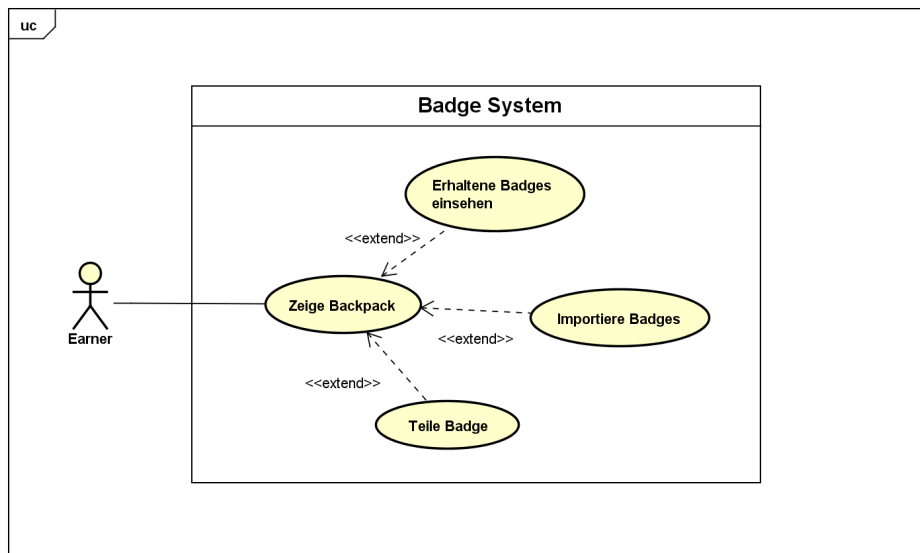 uc
Badge System
Erhaltene Badges
einsehen
<<extend>>
Zeige Backpack
Importiere Badges
<<extend>>
Earner
<<extend>>
Teile Badge